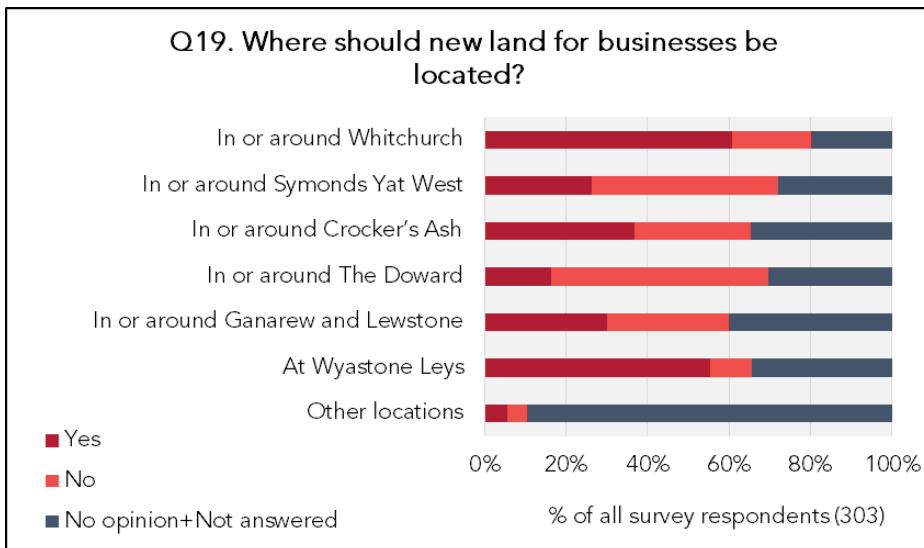 Q19. Where should new land for businesses be
located?
In or around Whitchurch
In or around Symonds Yat West
In or around Crocker’s Ash
In or around The Doward
In or around Ganarew and Lewstone
At Wyastone Leys
Other locations
Yes
No
No opinion+Not answered
0% 20% 40% 60% 80% 100%
% of all survey respondents (303)